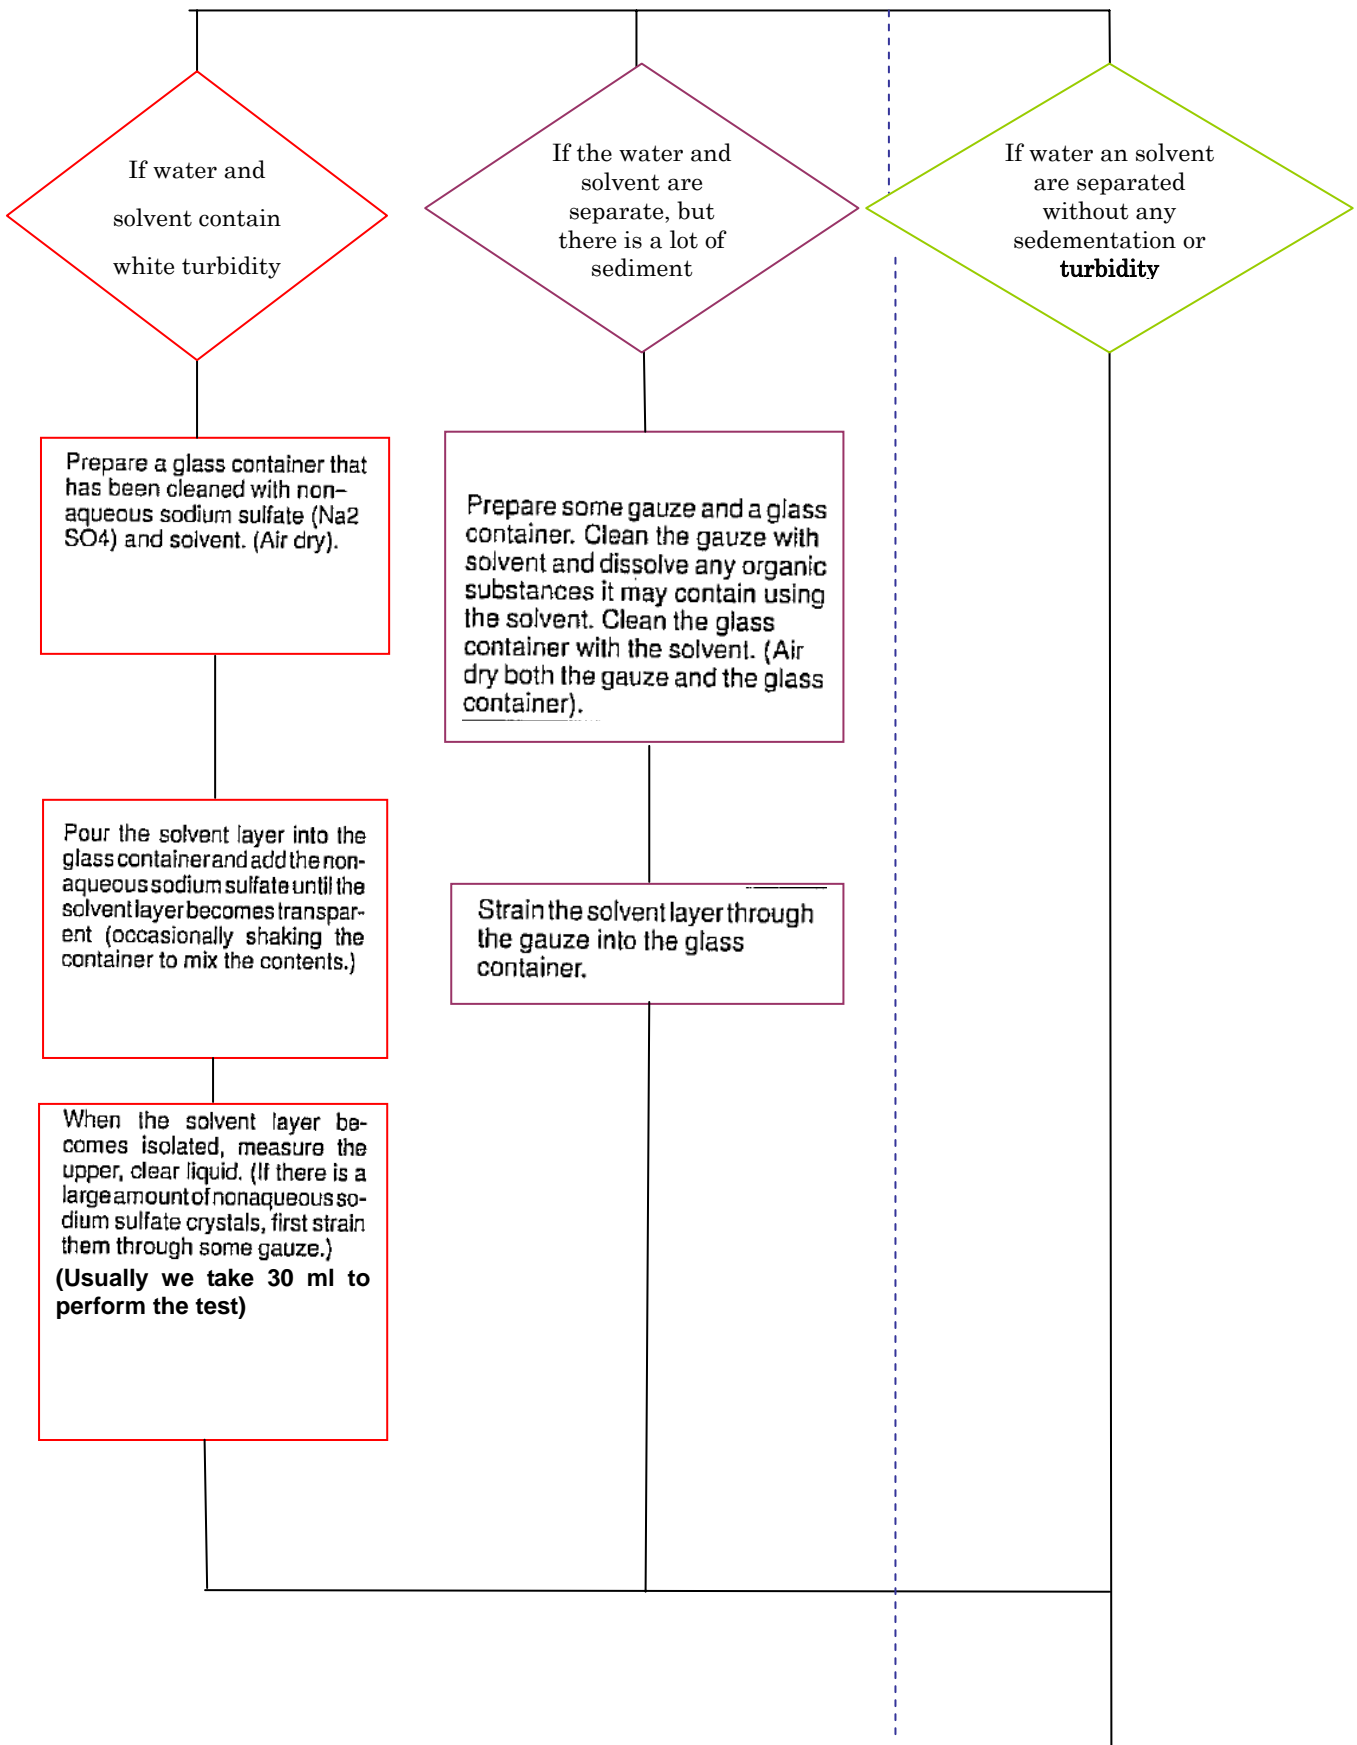 If water and
solvent contain
white turbidity
If the water and
solvent are
separate, but
there is a lot of
sediment
If water an solvent
are separated
without any
sedementation or
turbidity
Prepare a glass container that
has been cleaned with non-
aqueous sodium sulfate (Na2
SO4) and solvent. (Air dry).
Prepare some gauze and a glass
container. Clean the gauze with
solvent and dissolve any organic
substances it may contain using
the solvent. Clean the glass
container with the solvent. (Air
dry both the gauze and the glass
container).
Pour the solvent layer into the
glass container and add the non-
aqueous sodium sulfate until the
solvent layer becomes transpar-
ent (occasionally shaking the
container to mix the contents.)
Strain the solvent layer through
the gauze into the glass
container.
When the solvent layer be-
comes isolated, measure the
upper, clear liquid. (If there is a
large amount of nonaqueous so-
dium sulfate crystals, first strain
them through some gauze.)
(Usually we take 30 ml to
perform the test)